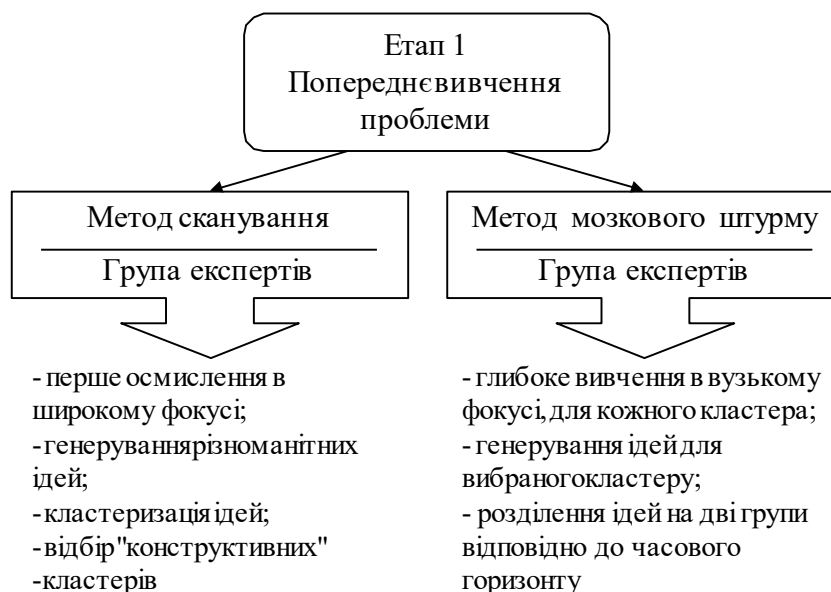 Етап 1
Попереднєвивчення
проблеми
Метод сканування
Група експертів
- перше осмислення в
широкому фокусі;
- генеруваннярізноманітних
ідей;
- кластеризація ідей;
- відбір "конструктивних"
- кластерів
Метод мозкового штурму
Група експертів
- глибоке вивчення в вузькому
фокусі, для кожного кластера;
- генерування ідей для
вибраногокластеру;
- розділення ідей на дві групи
відповідно до часового
горизонту